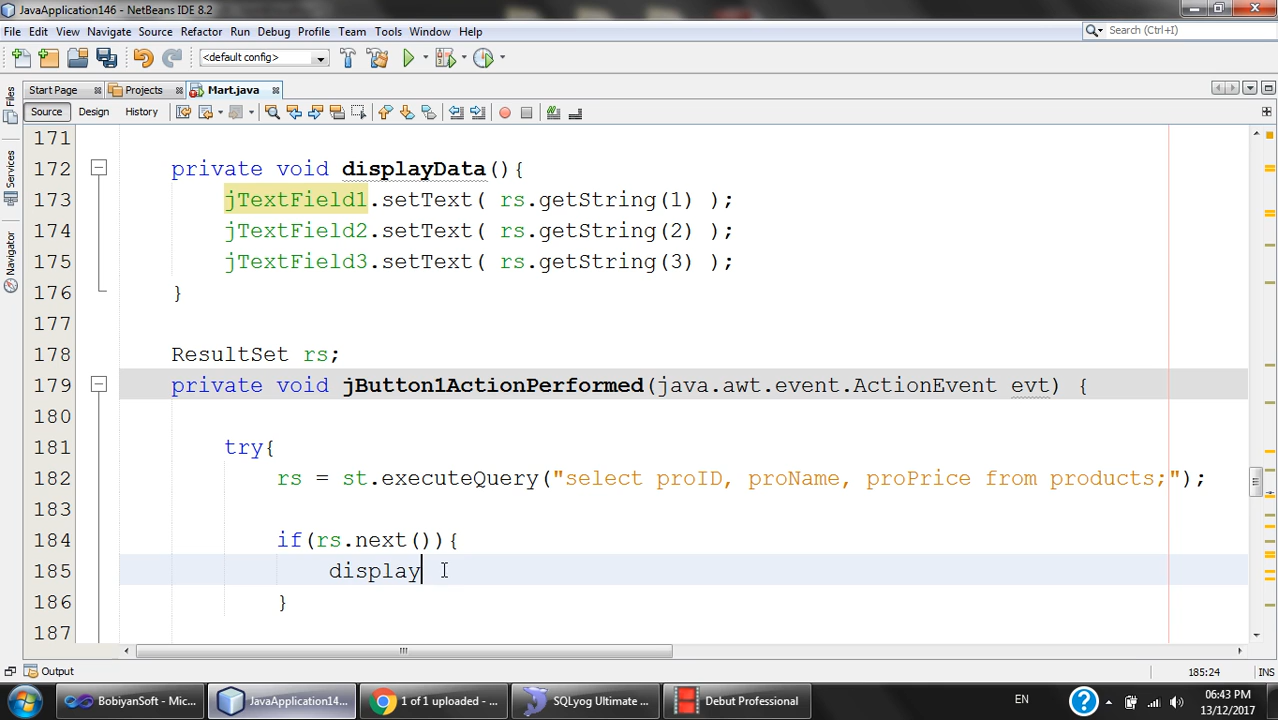 JavaApplication146 - NetBeans IDE 8.2
File Edit View Navigate Source Refactor Run Debug Profile Team Tools Window Help
Search (Ctrl+I)
<default config>
Start Page Projects Mart.java
Source Design History
Files
Services
Navigator
171
172 private void displayData(){
173 jTextField1.setText( rs.getString(1) );
174 jTextField2.setText( rs.getString(2) );
175 jTextField3.setText( rs.getString(3) );
176 }
177
178 ResultSet rs;
179 private void jButton1ActionPerformed(java.awt.event.ActionEvent evt) {
180
181 try{
182 rs = st.executeQuery("select proID, proName, proPrice from products;");
183
184 if(rs.next()){
185 display
186 }
187
Output
185:24 INS
BobiyanSoft - Mic... JavaApplication14... 1 of 1 uploaded - ... SQLyog Ultimate ... Debut Professional EN 06:43 PM
13/12/2017